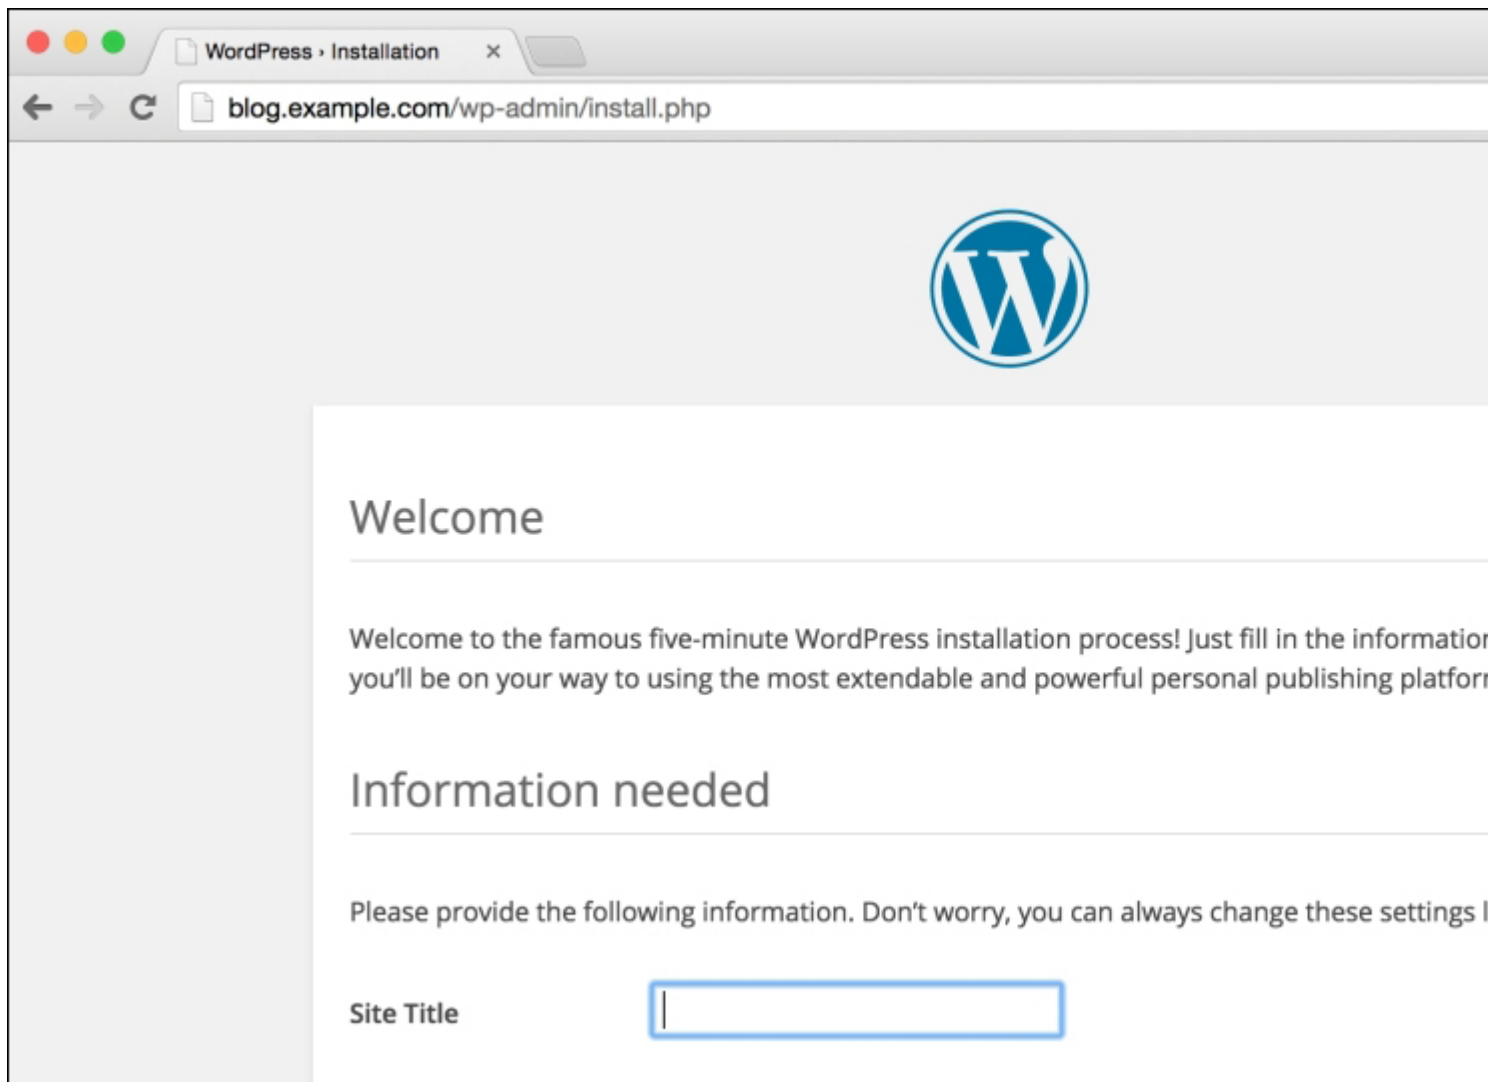 WordPress › Installation
blog.example.com/wp-admin/install.php
Welcome
Welcome to the famous five-minute WordPress installation process! Just fill in the information
you’ll be on your way to using the most extendable and powerful personal publishing
Information needed
Please provide the following information. Don’t worry, you can always change these settings
Site Title